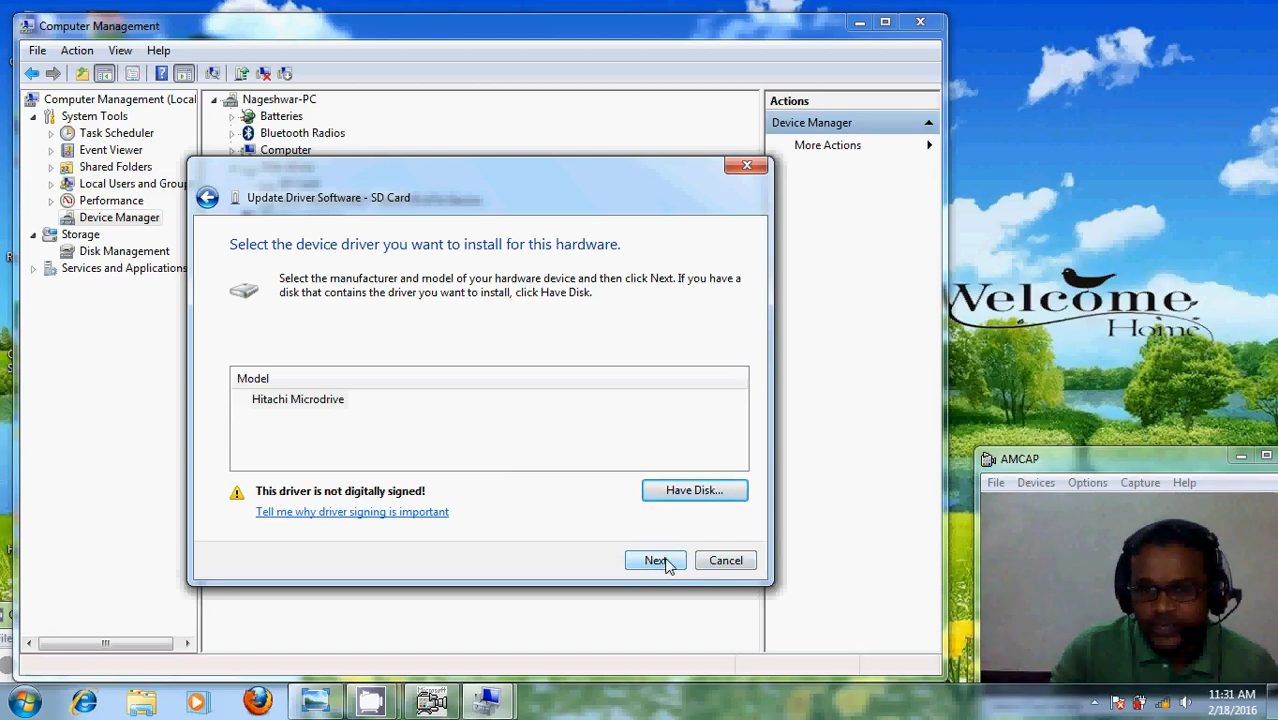 Computer Management
File Action View Help
Computer Management (Local
System Tools
Task Scheduler
Event Viewer
Shared Folders
Local Users and Group
Performance
Device Manager
Storage
Disk Management
Services and Applications
Nageshwar-PC
Batteries
Bluetooth Radios
Computer
Actions
Device Manager
More Actions
Update Driver Software - SD Card
Select the device driver you want to install for this hardware.
Select the manufacturer and model of your hardware device and then click Next. If you have a
disk that contains the driver you want to install, click Have Disk.
Model
Hitachi Microdrive
This driver is not digitally signed!
Have Disk...
Tell me why driver signing is important
Next
Cancel
Welcome
Home
AMCAP
File Devices Options Capture Help
11:31 AM
2/18/2016